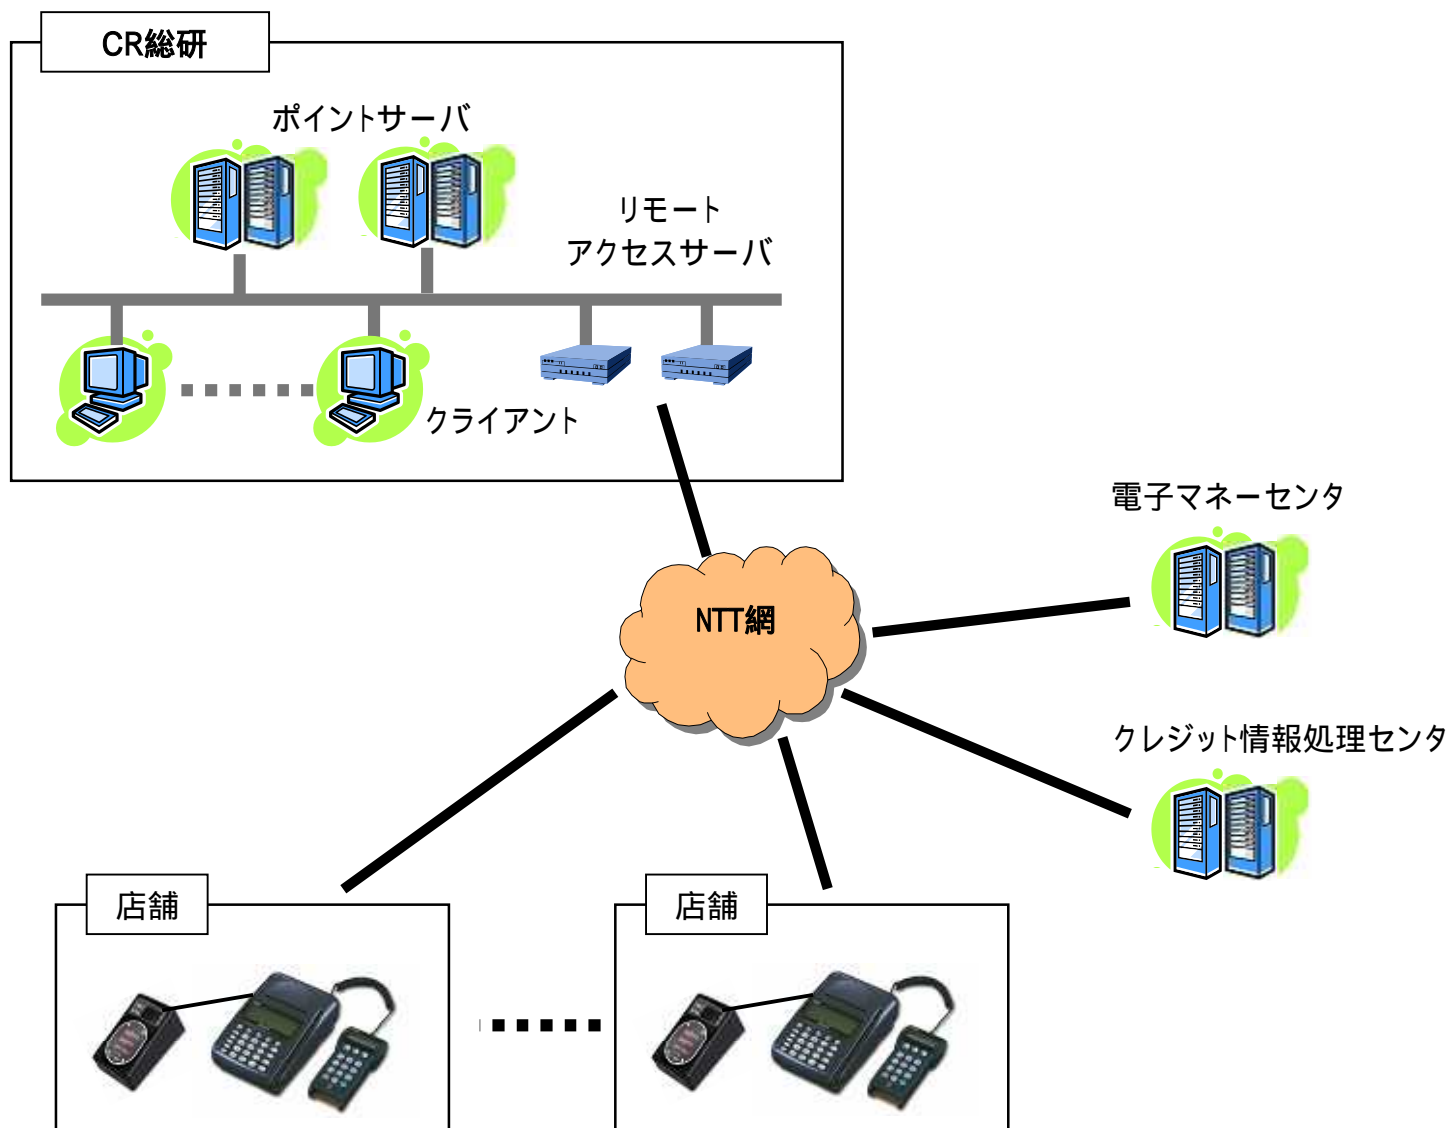 CR総研
ポイントサーバ
リモート
アクセスサーバ
クライアント
電子マネーセンタ
NTT網
クレジット情報処理センタ
店舗
店舗